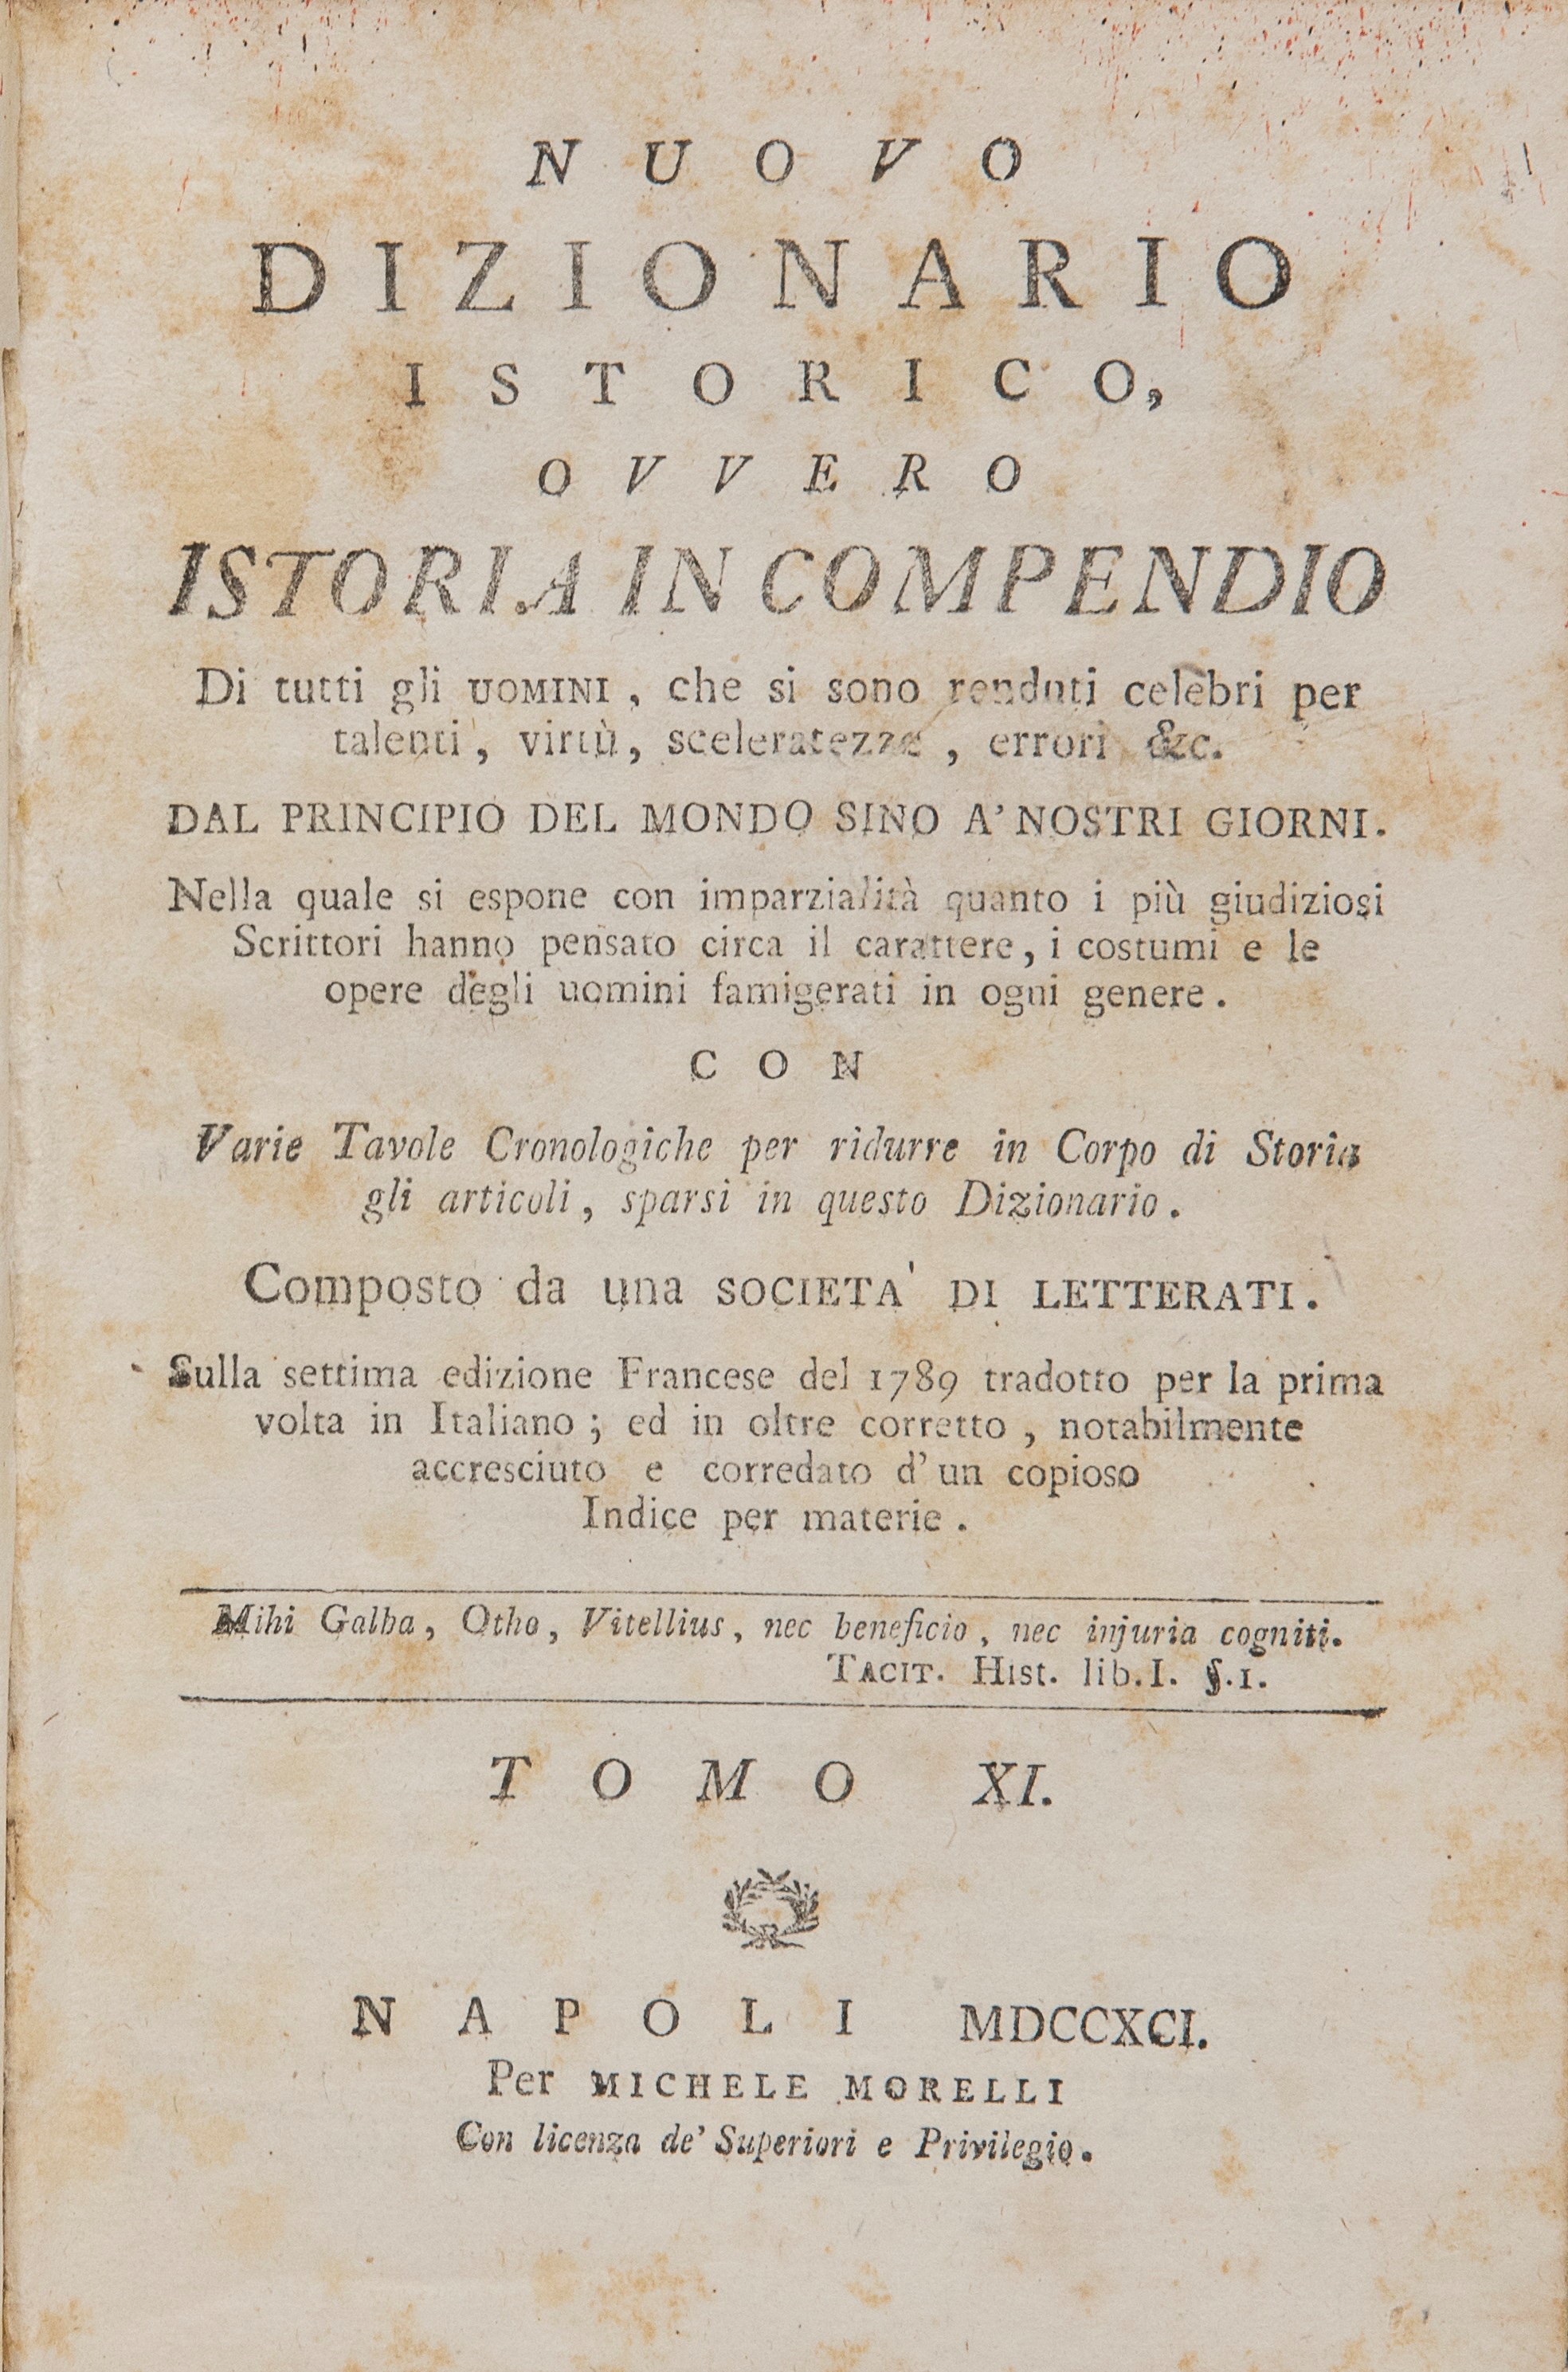 NUOVO
DIZIONARIO
ISTORICO,
OVVERO
ISTORIA IN COMPENDIO
Di tutti gli UOMINI, che si sono renduti celebri per
talenti, virtù, sceleratezze, errori &c.
DAL PRINCIPIO DEL MONDO SINO A' NOSTRI GIORNI.
Nella quale si espone con imparzialità quanto i più giudiziosi
Scrittori hanno pensato circa il carattere, i costumi e le
opere degli uomini famigerati in ogni genere.
CON
Varie Tavole Cronologiche per ridurre in Corpo di Storia
gli articoli, sparsi in questo Dizionario.
Composto da una SOCIETA' DI LETTERATI.
Sulla settima edizione Francese del 1789 tradotto per la prima
volta in Italiano; ed in oltre corretto, notabilmente
accresciuto e corredato d'un copioso
Indice per materie.
Mihi Galba, Otho, Vitellius, nec beneficio, nec injuria cogniti.
TACIT. Hist. lib.I. §.1.
TOMO XI.
NAPOLI MDCCXCI.
Per MICHELE MORELLI
Con licenza de' Superiori e Privilegio.